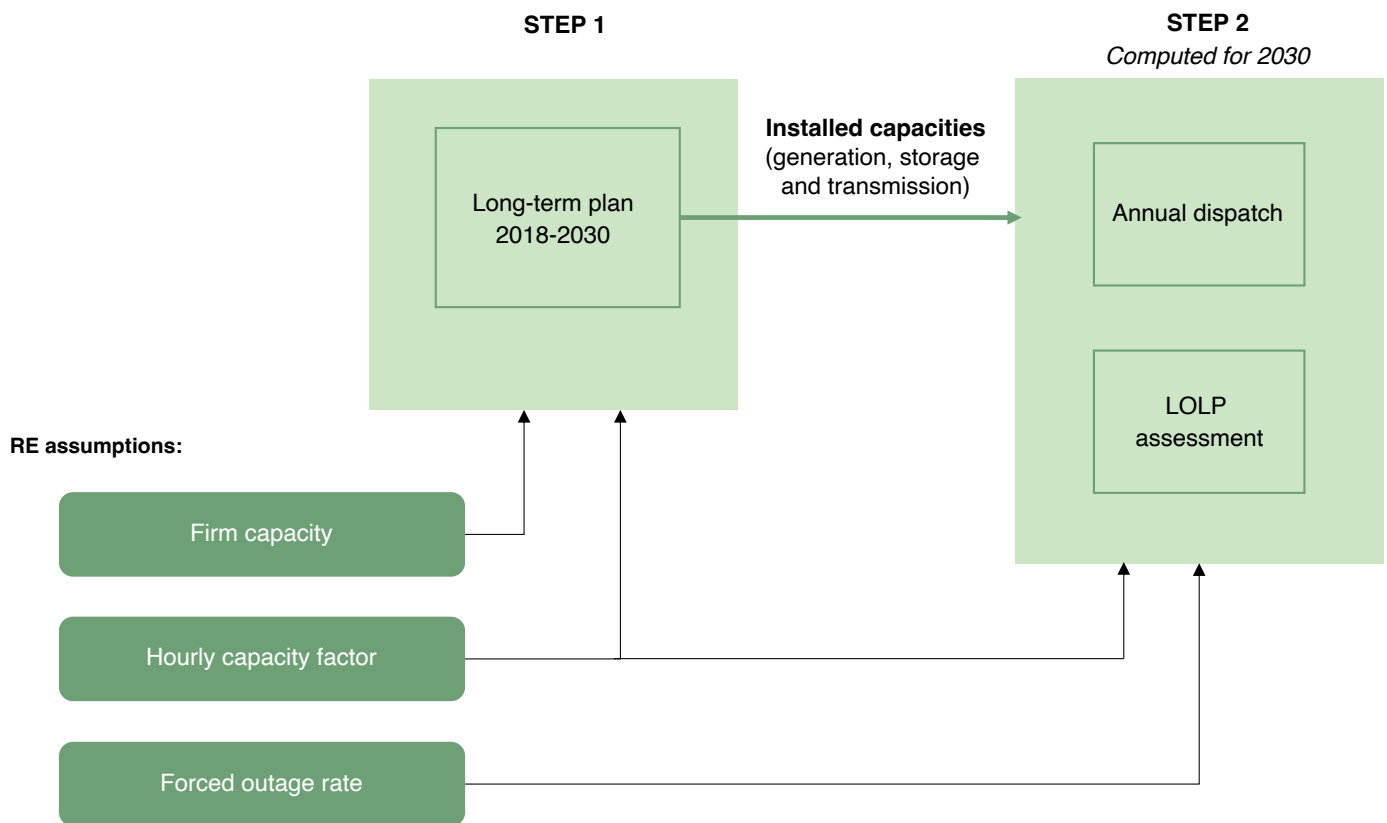 STEP 1
STEP 2
Computed for 2030
Long-term plan
2018-2030
Installed capacities
(generation, storage
and transmission)
Annual dispatch
LOLP
assessment
RE assumptions:
Firm capacity
Hourly capacity factor
Forced outage rate